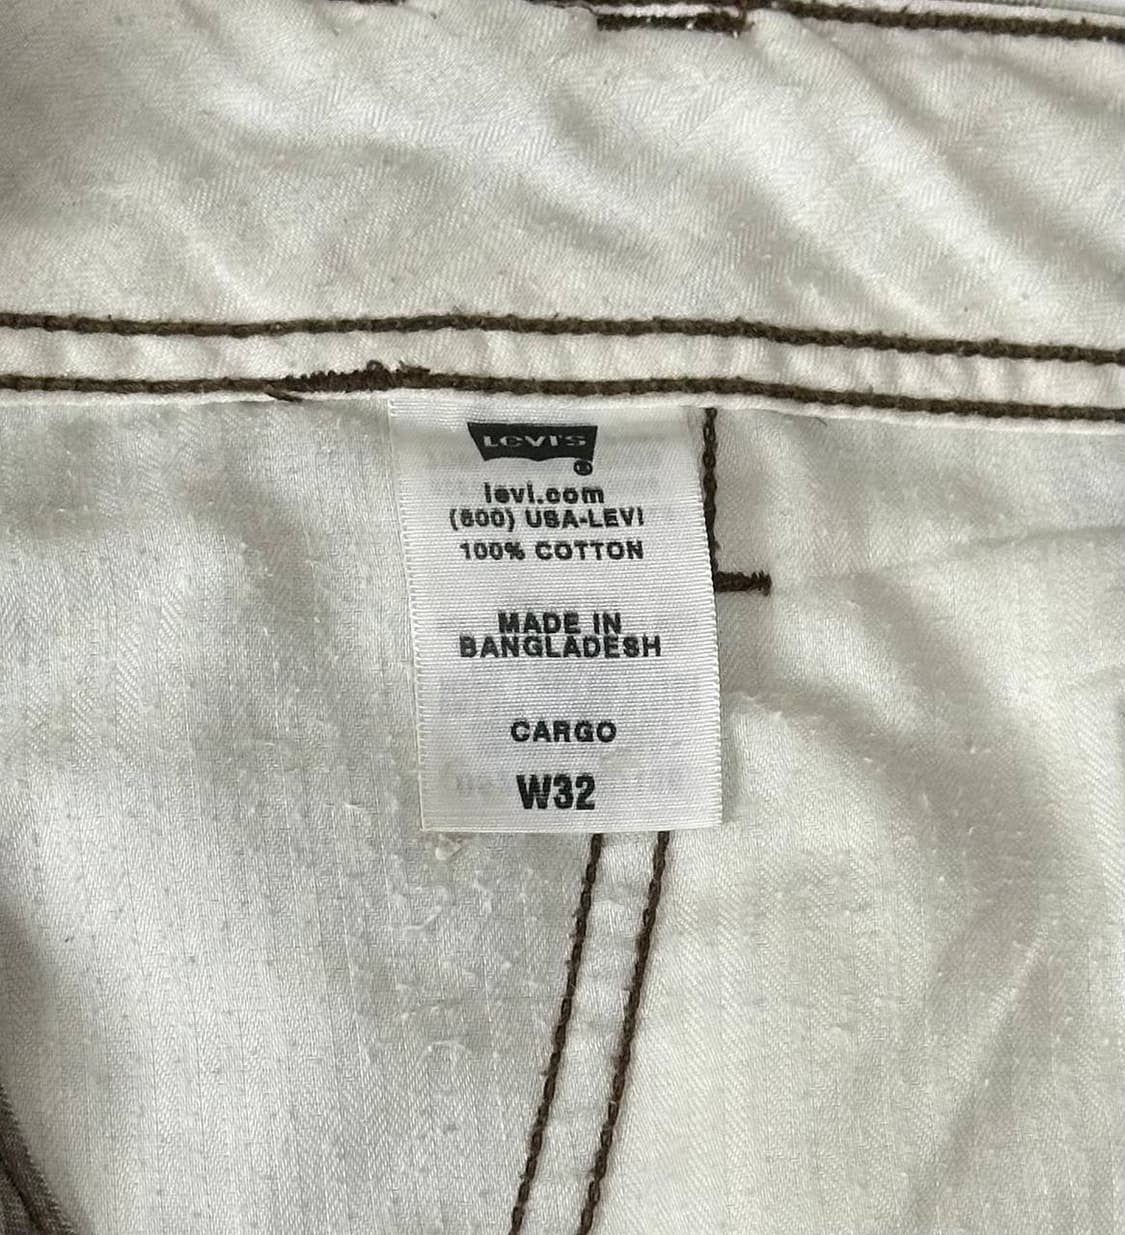 LEVI'S
®
levi.com
(800) USA-LEVI
100% COTTON
MADE IN
BANGLADESH
CARGO
W32